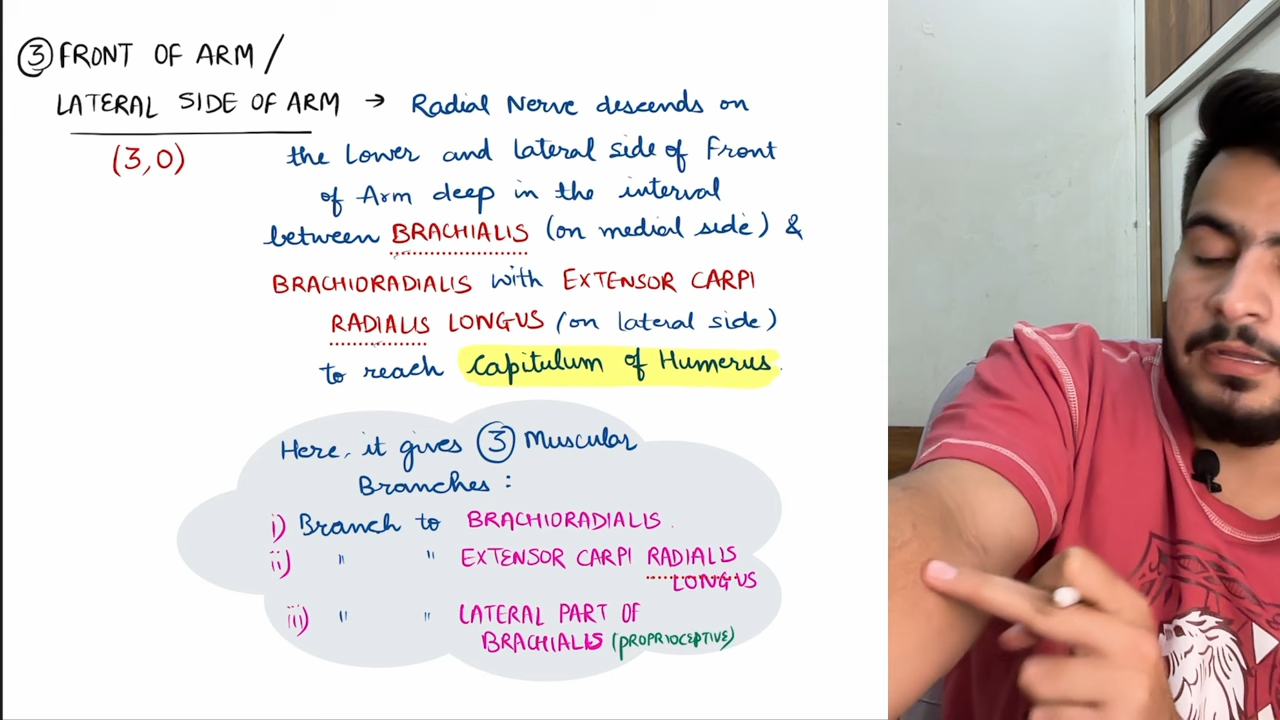 ③ FRONT OF ARM /
LATERAL SIDE OF ARM → Radial Nerve descends on
(3,0) the Lower and lateral side of Front
of Arm deep in the interval
between BRACHIALIS (on medial side) &
BRACHIORADIALIS with EXTENSOR CARPI
RADIALIS LONGUS (on lateral side)
to reach Capitulum of Humerus.
Here, it gives ③ Muscular
Branches :
i) Branch to BRACHIORADIALIS.
ii) " " EXTENSOR CARPI RADIALIS
LONGUS
iii) " " LATERAL PART OF
BRACHIALIS (PROPRIOCEPTIVE)